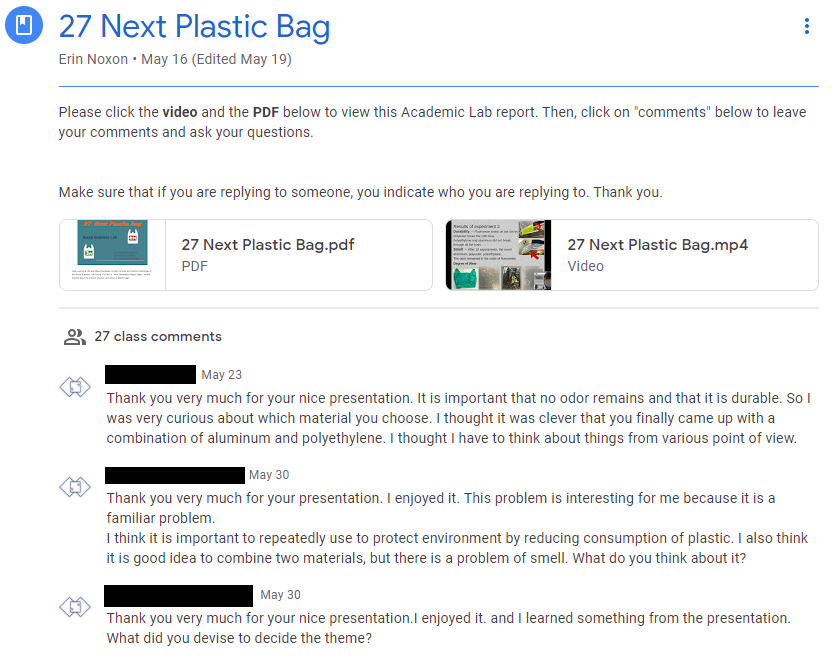 27 Next Plastic Bag
Erin Noxon • May 16 (Edited May 19)
Please click the video and the PDF below to view this Academic Lab report. Then, click on "comments" below to leave
your comments and ask your questions.
Make sure that if you are replying to someone, you indicate who you are replying to. Thank you.
27 Next Plastic Bag
27 Next Plastic Bag.pdf
PDF
Results of experiment 2
27 Next Plastic Bag.mp4
Video
27 class comments
May 23
Thank you very much for your nice presentation. It is important that no odor remains and that it is durable. So I
was very curious about which material you choose. I thought it was clever that you finally came up with a
combination of aluminum and polyethylene. I thought I have to think about things from various point of view.
May 30
Thank you very much for your presentation. I enjoyed it. This problem is interesting for me because it is a
familiar problem.
I think it is important to repeatedly use to protect environment by reducing consumption of plastic. I also think
it is good idea to combine two materials, but there is a problem of smell. What do you think about it?
May 30
Thank you very much for your nice presentation.I enjoyed it. and I learned something from the presentation.
What did you devise to decide the theme?